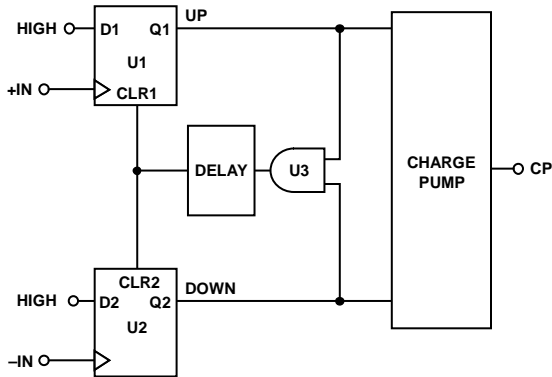 UP
HIGH D1 Q1
U1
+IN
CLR1
DELAY U3
CHARGE
PUMP
CP
CLR2
DOWN
HIGH D2 Q2
U2
–IN